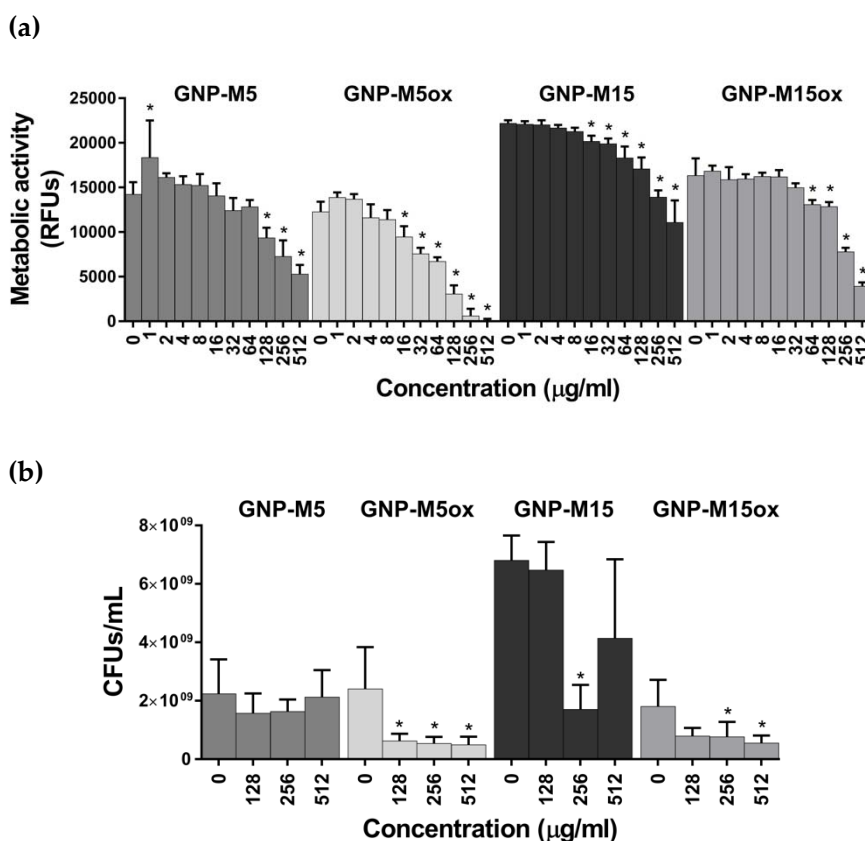 (a)
GNP-M5 GNP-M5ox GNP-M15 GNP-M15ox
Metabolic activity
(RFUs)
25000
20000
15000
10000
5000
0
* * * * * * * * * * * * * * * * * * * *
0 1 2 4 8 16 32 64 128 256 512 0 1 2 4 8 16 32 64 128 256 512 0 1 2 4 8 16 32 64 128 256 512 0 1 2 4 8 16 32 64 128 256 512
Concentration (μg/ml)
(b)
GNP-M5 GNP-M5ox GNP-M15 GNP-M15ox
CFUs/mL
8×10⁰⁹
6×10⁰⁹
4×10⁰⁹
2×10⁰⁹
0
* * * * * *
0 128 256 512 0 128 256 512 0 128 256 512 0 128 256 512
Concentration (μg/ml)